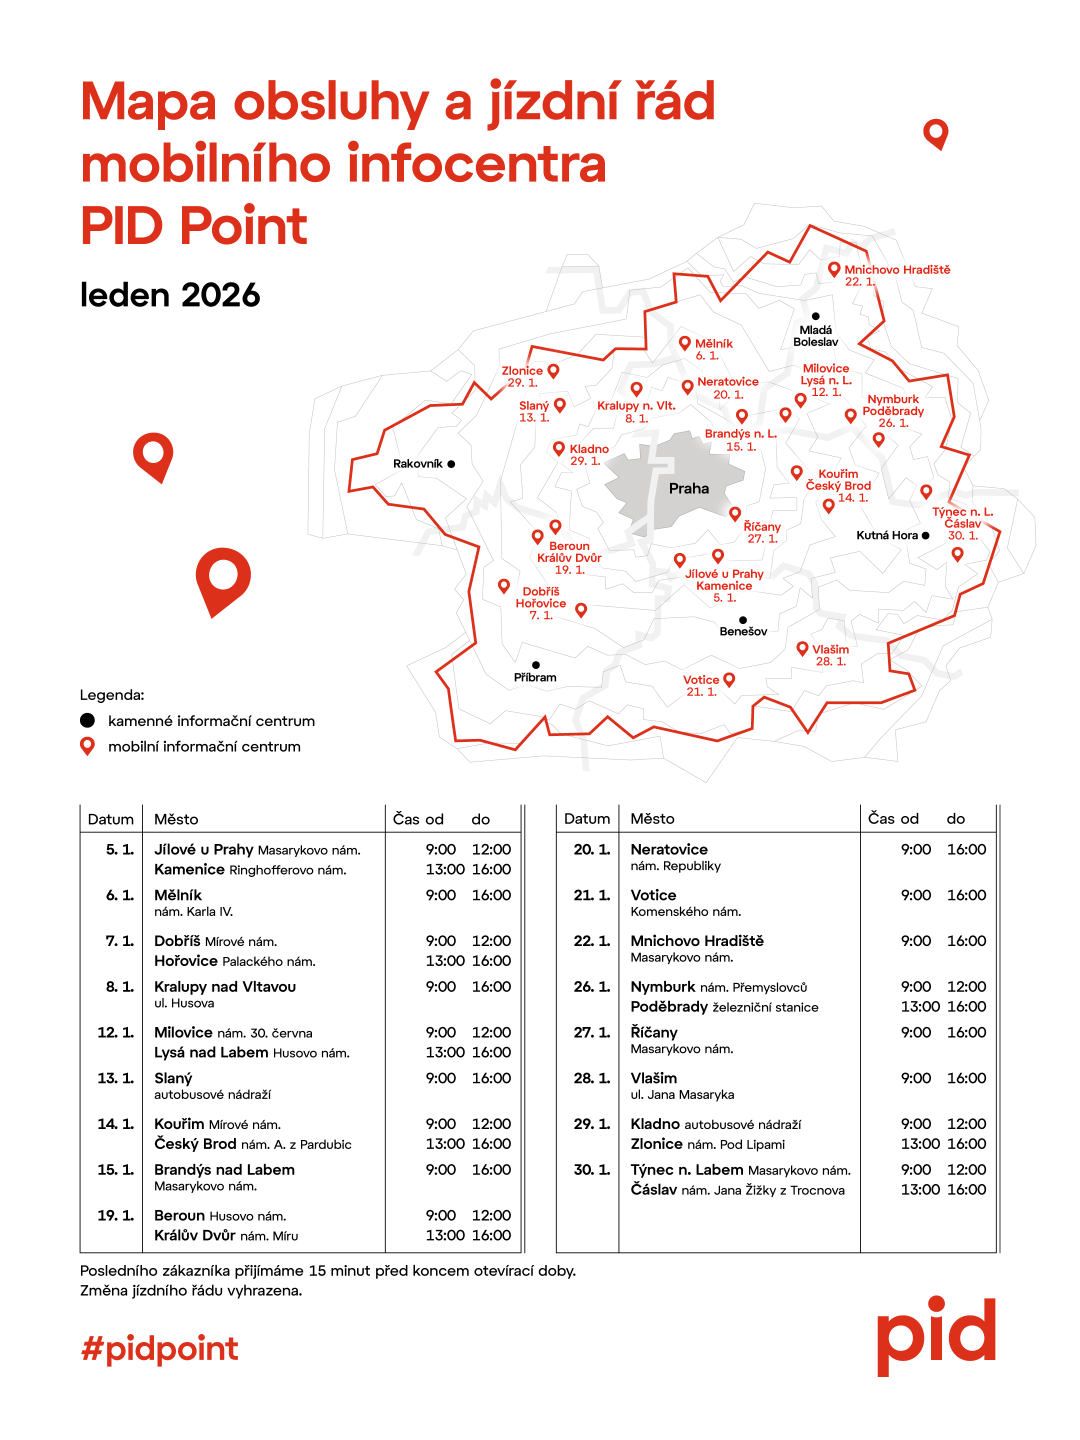 Mapa obsluhy a jízdní řád
mobilního infocentra
PID Point
leden 2026
Mnichovo Hradiště
22. 1.
Mladá
Boleslav
Mělník
6. 1.
Zlonice
29. 1.
Milovice
Lysá n. L.
12. 1.
Neratovice
20. 1.
Slaný
13. 1.
Kralupy n. Vlt.
8. 1.
Nymburk
Poděbrady
26. 1.
Brandýs n. L.
15. 1.
Kladno
29. 1.
Rakovník
Praha
Kouřim
Český Brod
14. 1.
Týnec n. L.
Čáslav
30. 1.
Říčany
27. 1.
Kutná Hora
Beroun
Králův Dvůr
19. 1.
Jílové u Prahy
Kamenice
5. 1.
Dobříš
Hořovice
7. 1.
Benešov
Vlašim
28. 1.
Příbram
Votice
21. 1.
Legenda:
kamenné informační centrum
mobilní informační centrum
Datum Město Čas od do
5. 1. Jílové u Prahy Masarykovo nám. 9:00 12:00
Kamenice Ringhofferovo nám. 13:00 16:00
6. 1. Mělník 9:00 16:00
nám. Karla IV.
7. 1. Dobříš Mírové nám. 9:00 12:00
Hořovice Palackého nám. 13:00 16:00
8. 1. Kralupy nad Vltavou 9:00 16:00
ul. Husova
12. 1. Milovice nám. 30. června 9:00 12:00
Lysá nad Labem Husovo nám. 13:00 16:00
13. 1. Slaný 9:00 16:00
autobusové nádraží
14. 1. Kouřim Mírové nám. 9:00 12:00
Český Brod nám. A. z Pardubic 13:00 16:00
15. 1. Brandýs nad Labem 9:00 16:00
Masarykovo nám.
19. 1. Beroun Husovo nám. 9:00 12:00
Králův Dvůr nám. Míru 13:00 16:00
Datum Město Čas od do
20. 1. Neratovice 9:00 16:00
nám. Republiky
21. 1. Votice 9:00 16:00
Komenského nám.
22. 1. Mnichovo Hradiště 9:00 16:00
Masarykovo nám.
26. 1. Nymburk nám. Přemyslovců 9:00 12:00
Poděbrady železniční stanice 13:00 16:00
27. 1. Říčany 9:00 16:00
Masarykovo nám.
28. 1. Vlašim 9:00 16:00
ul. Jana Masaryka
29. 1. Kladno autobusové nádraží 9:00 12:00
Zlonice nám. Pod Lipami 13:00 16:00
30. 1. Týnec n. Labem Masarykovo nám. 9:00 12:00
Čáslav nám. Jana Žižky z Trocnova 13:00 16:00
Posledního zákazníka přijímáme 15 minut před koncem otevírací doby.
Změna jízdního řádu vyhrazena.
#pidpoint
pid